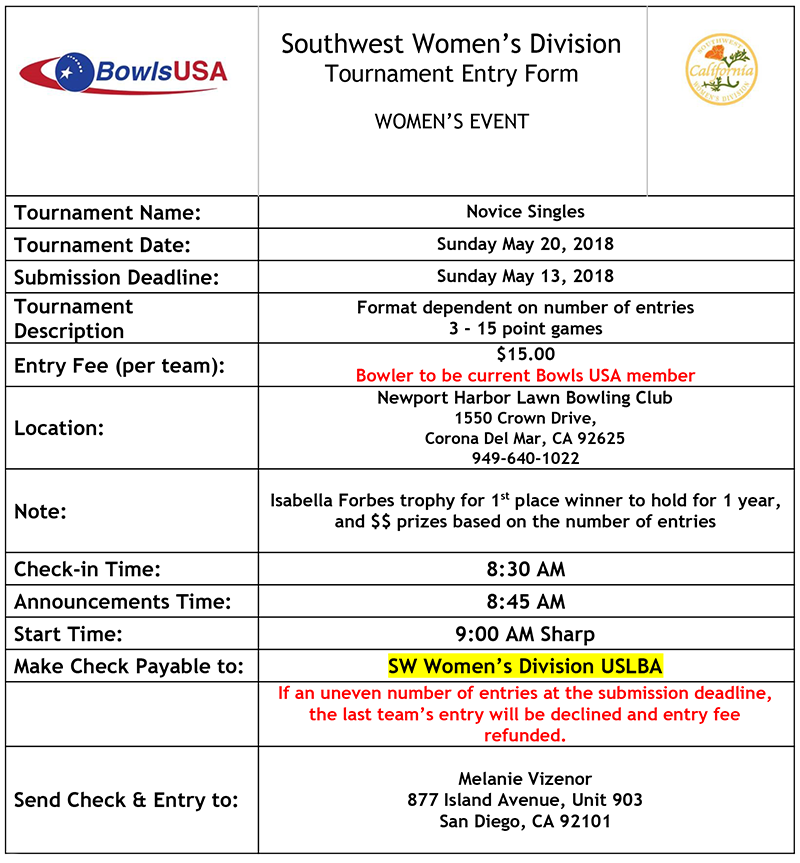 BowlsUSA
Southwest Women's Division
Tournament Entry Form
WOMEN'S EVENT
SOUTHWEST
California
WOMEN'S DIVISION
Tournament Name:
Novice Singles
Tournament Date:
Sunday May 20, 2018
Submission Deadline:
Sunday May 13, 2018
Tournament
Description
Format dependent on number of entries
3 - 15 point games
Entry Fee (per team):
$15.00
Bowler to be current Bowls USA member
Location:
Newport Harbor Lawn Bowling Club
1550 Crown Drive,
Corona Del Mar, CA 92625
949-640-1022
Note:
Isabella Forbes trophy for 1st place winner to hold for 1 year,
and $$ prizes based on the number of entries
Check-in Time:
8:30 AM
Announcements Time:
8:45 AM
Start Time:
9:00 AM Sharp
Make Check Payable to:
SW Women's Division USLBA
If an uneven number of entries at the submission deadline,
the last team's entry will be declined and entry fee
refunded.
Send Check & Entry to:
Melanie Vizenor
877 Island Avenue, Unit 903
San Diego, CA 92101